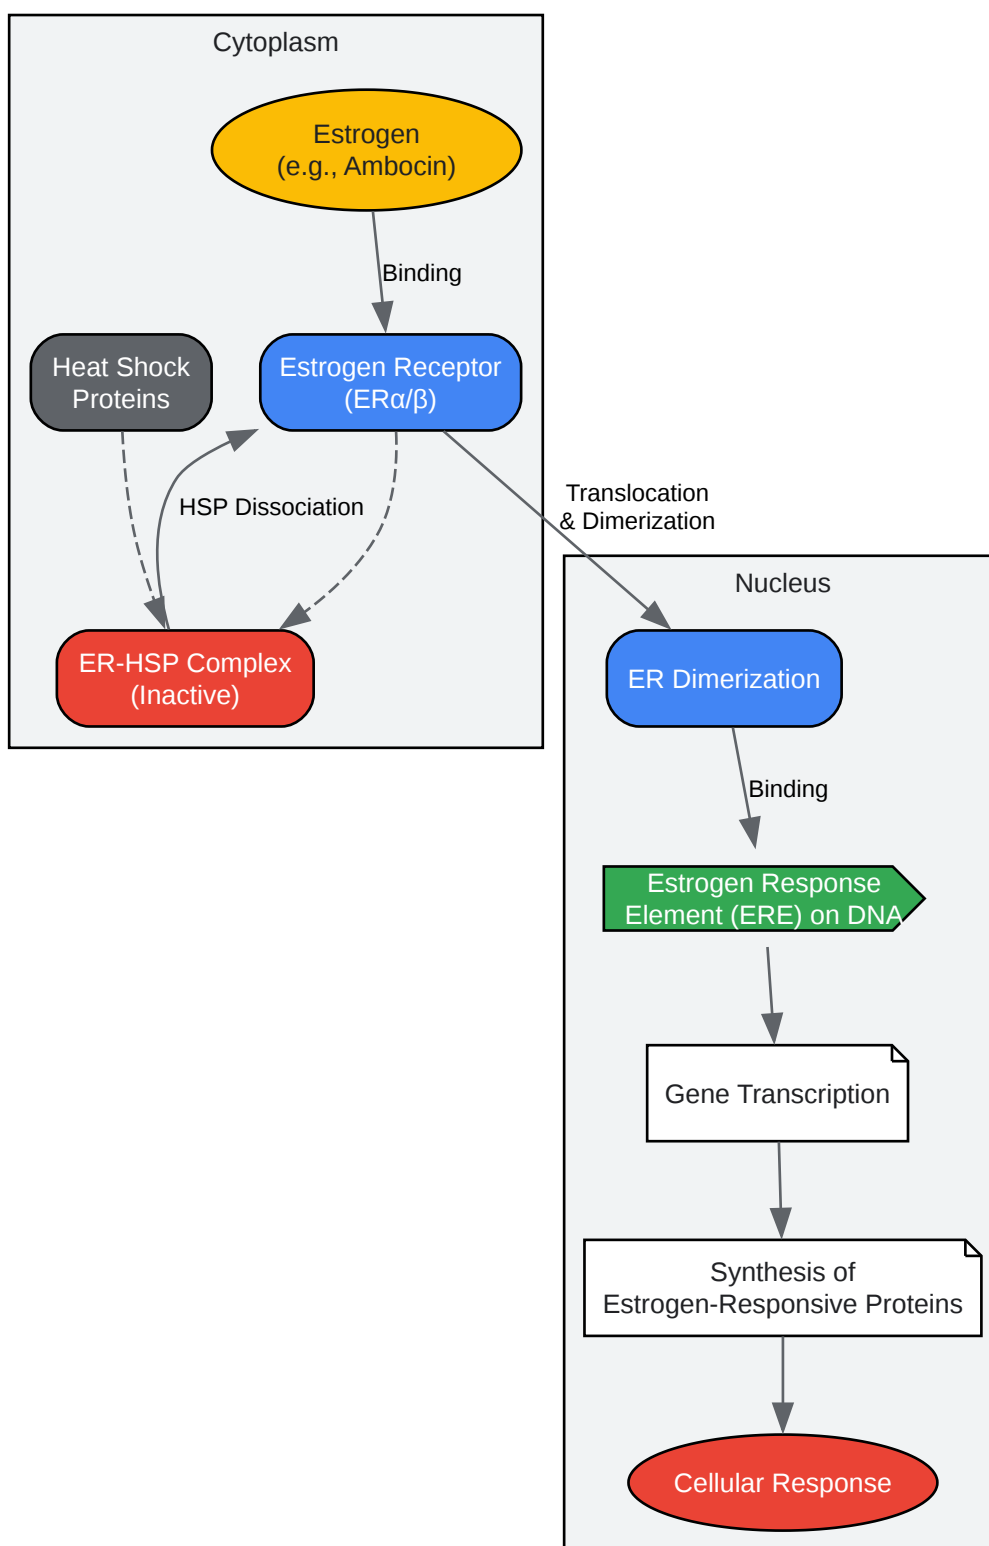 Cytoplasm
Estrogen
(e.g., Ambocin)
Binding
Heat Shock
Proteins
Estrogen Receptor
(ERα/β)
HSP Dissociation
Translocation
& Dimerization
ER-HSP Complex
(Inactive)
Nucleus
ER Dimerization
Binding
Estrogen Response
Element (ERE) on DNA
Gene Transcription
Synthesis of
Estrogen-Responsive Proteins
Cellular Response